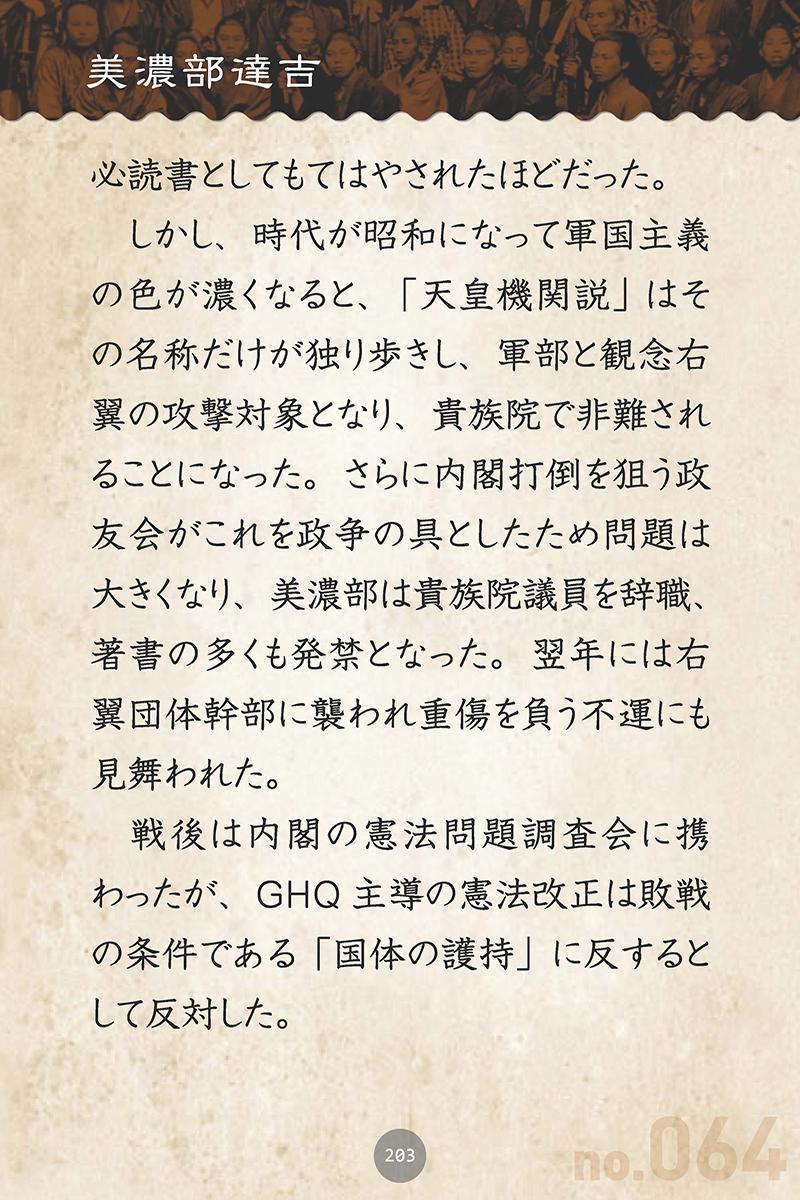 美濃部達吉
必読書としてもてはやされたほどだった。
　しかし、時代が昭和になって軍国主義
の色が濃くなると、「天皇機関説」はそ
の名称だけが独り歩きし、軍部と観念右
翼の攻撃対象となり、貴族院で非難され
ることになった。さらに内閣打倒を狙う政
友会がこれを政争の具としたため問題は
大きくなり、美濃部は貴族院議員を辞職、
著書の多くも発禁となった。翌年には右
翼団体幹部に襲われ重傷を負う不運にも
見舞われた。
　戦後は内閣の憲法問題調査会に携
わったが、GHQ 主導の憲法改正は敗戦
の条件である「国体の護持」に反すると
して反対した。
203
no.064